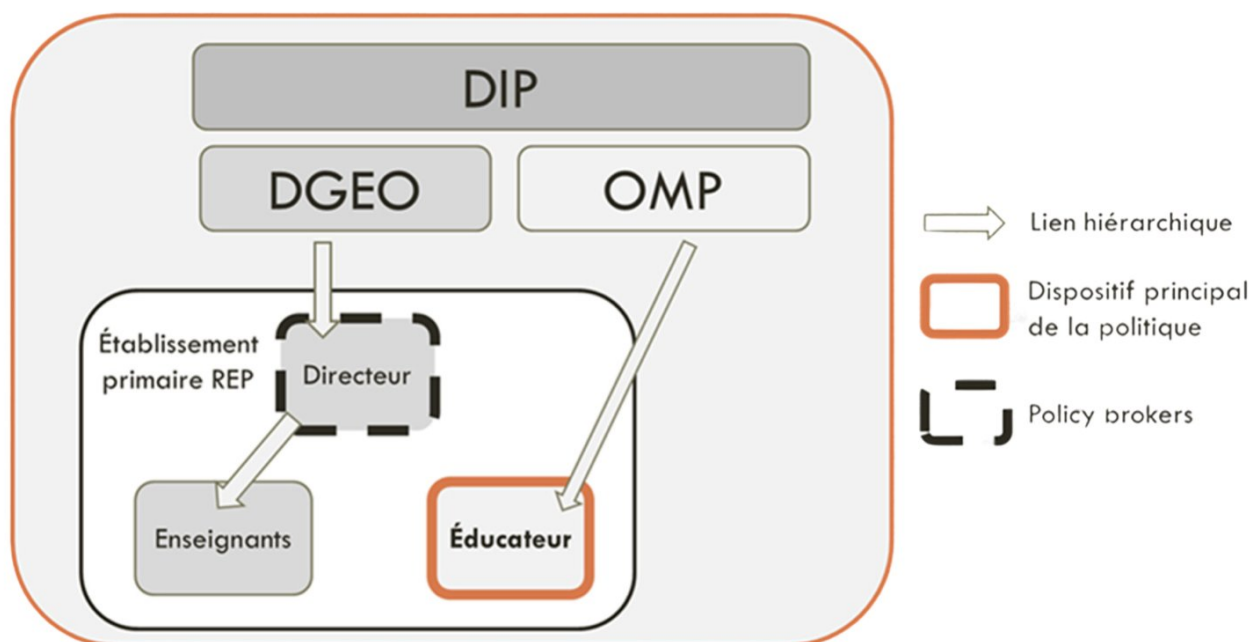 DIP
DGEO
OMP
Établissement
primaire REP
Directeur
Enseignants
Éducateur
Lien hiérarchique
Dispositif principal
de la politique
Policy brokers